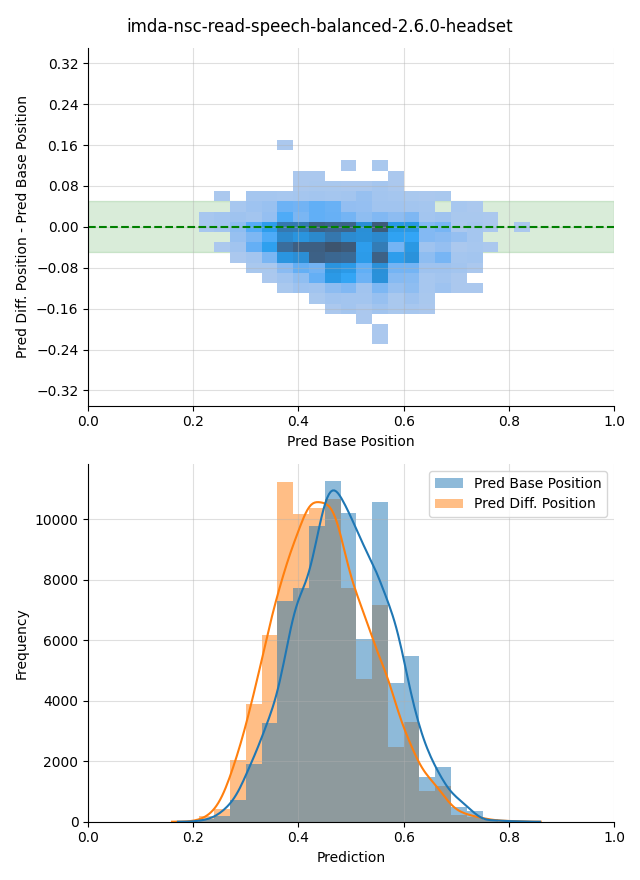 imda-nsc-read-speech-balanced-2.6.0-headset
Pred Diff. Position - Pred Base Position
0.32
0.24
0.16
0.08
0.00
−0.08
−0.16
−0.24
−0.32
0.0 0.2 0.4 0.6 0.8 1.0
Pred Base Position
Pred Base Position
Pred Diff. Position
Frequency
10000
8000
6000
4000
2000
0
0.0 0.2 0.4 0.6 0.8 1.0
Prediction